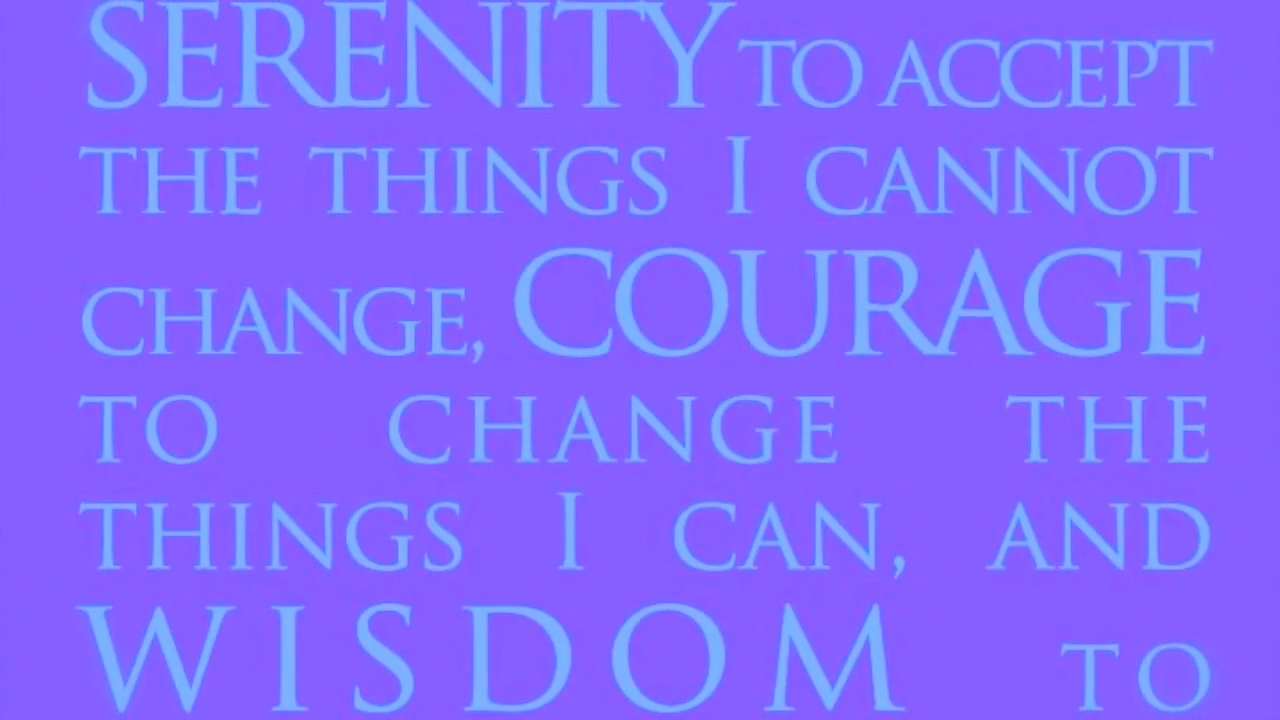 SERENITY TO ACCEPT
THE THINGS I CANNOT
CHANGE, COURAGE
TO CHANGE THE
THINGS I CAN, AND
WISDOM TO